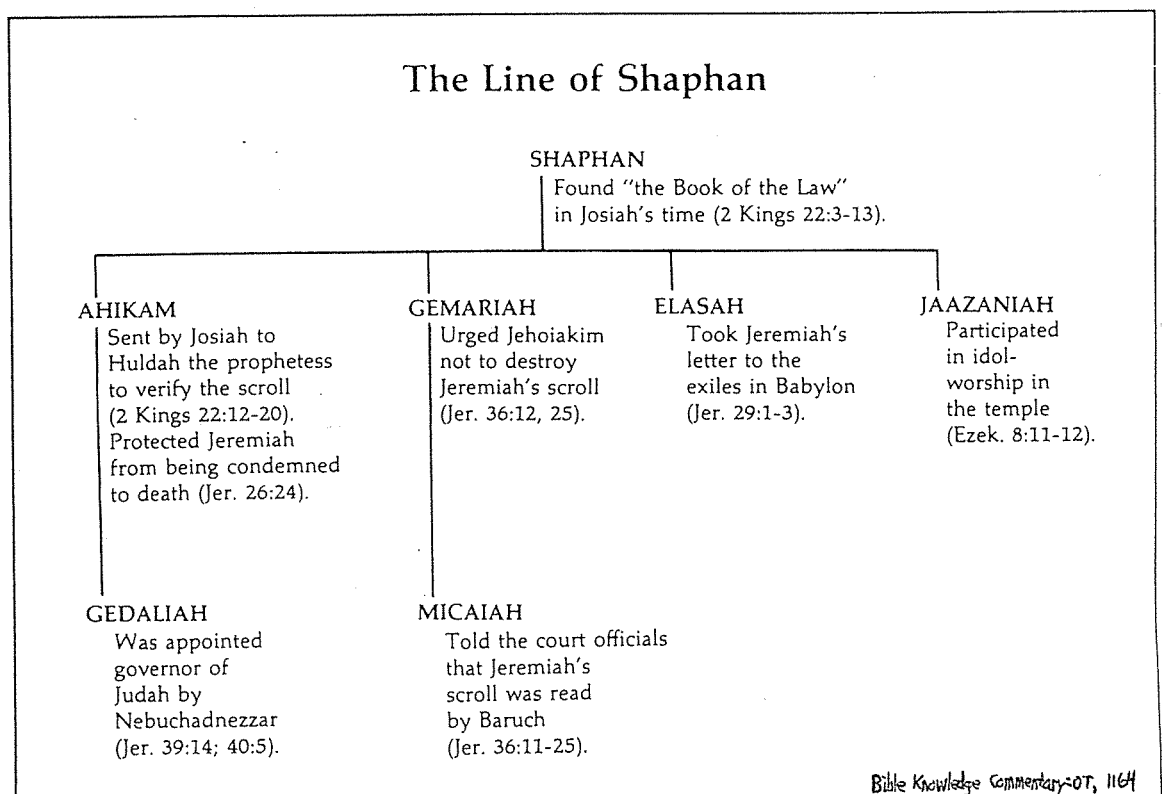 The Line of Shaphan
SHAPHAN
Found "the Book of the Law"
in Josiah's time (2 Kings 22:3-13).
AHIKAM
Sent by Josiah to
Huldah the prophetess
to verify the scroll
(2 Kings 22:12-20).
Protected Jeremiah
from being condemned
to death (Jer. 26:24).
GEMARIAH
Urged Jehoiakim
not to destroy
Jeremiah's scroll
(Jer. 36:12, 25).
ELASAH
Took Jeremiah's
letter to the
exiles in Babylon
(Jer. 29:1-3).
JAAZANIAH
Participated
in idol-
worship in
the temple
(Ezek. 8:11-12).
GEDALIAH
Was appointed
governor of
Judah by
Nebuchadnezzar
(Jer. 39:14; 40:5).
MICAIAH
Told the court officials
that Jeremiah's
scroll was read
by Baruch
(Jer. 36:11-25).
Bible Knowledge Commentary:OT, 1164